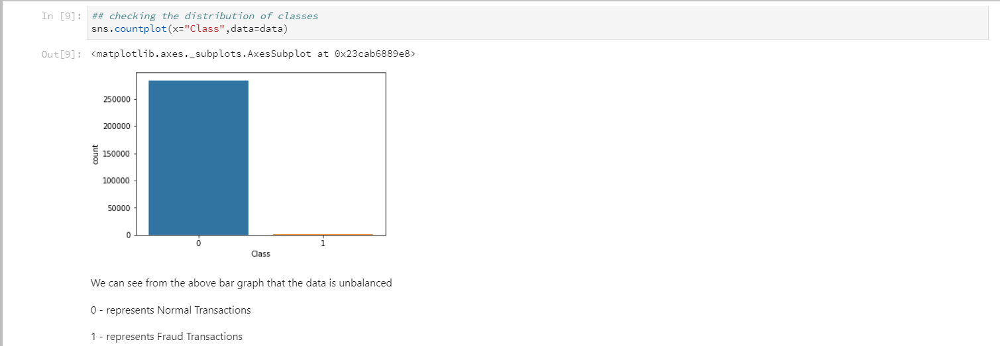 In [9]: ## checking the distribution of classes
sns.countplot(x="Class",data=data)
Out[9]: <matplotlib.axes._subplots.AxesSubplot at 0x23cab6889e8>
250000
200000
150000
100000
50000
0
count
0 1
Class
We can see from the above bar graph that the data is unbalanced
0 - represents Normal Transactions
1 - represents Fraud Transactions